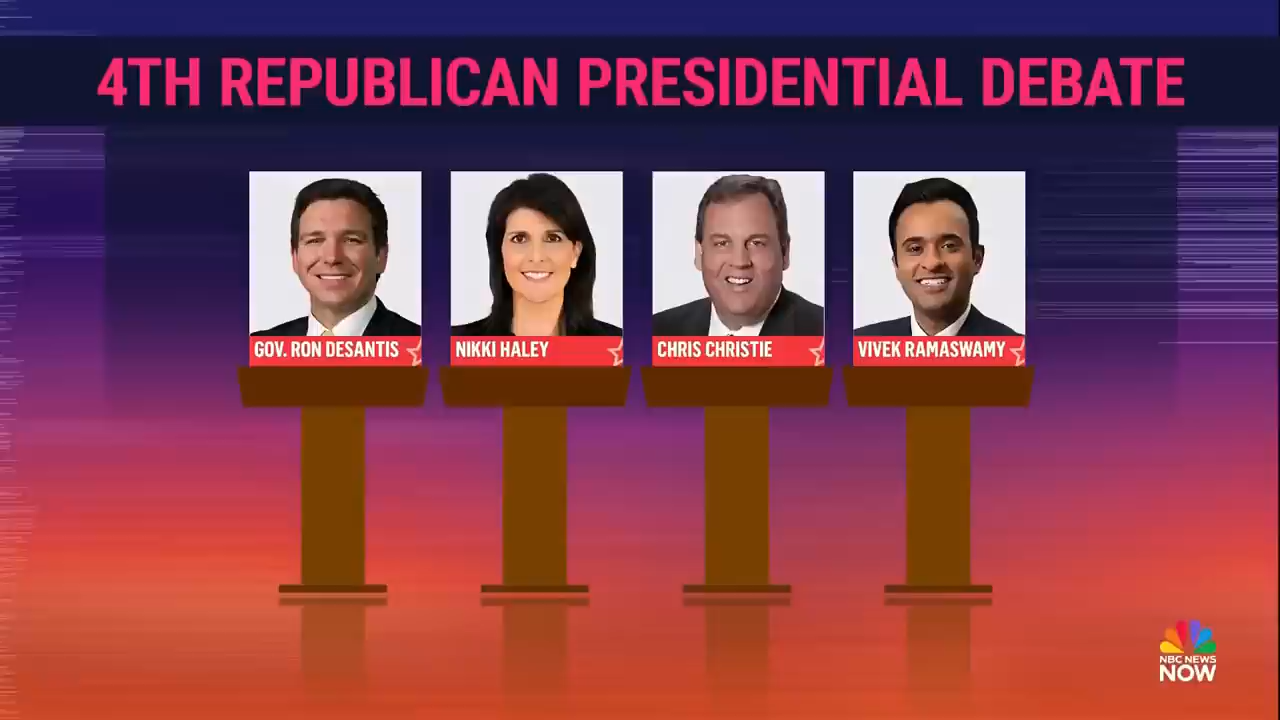 4TH REPUBLICAN PRESIDENTIAL DEBATE
GOV. RON DESANTIS
NIKKI HALEY
CHRIS CHRISTIE
VIVEK RAMASWAMY
NBC NEWS
NOW